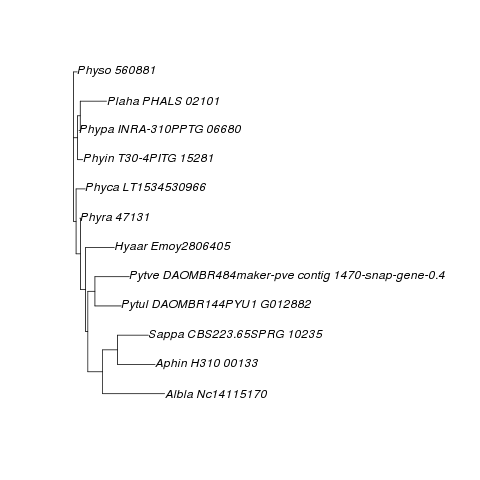 Physo 560881
Plaha PHALS 02101
Phypa INRA-310PPTG 06680
Phyin T30-4PITG 15281
Phyca LT1534530966
Phyra 47131
Hyaar Emoy2806405
Pytve DAOMBR484maker-pve contig 1470-snap-gene-0.4
Pytul DAOMBR144PYU1 G012882
Sappa CBS223.65SPRG 10235
Aphin H310 00133
Albla Nc14115170